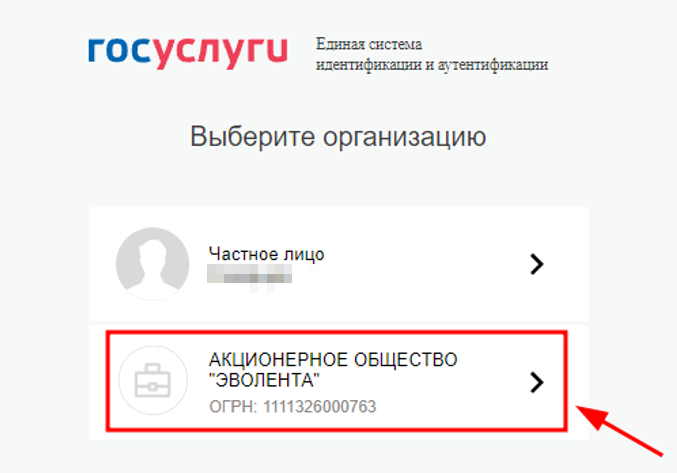 госуслуги
Единая система
идентификации и аутентификации
Выберите организацию
Частное лицо
АКЦИОНЕРНОЕ ОБЩЕСТВО
"ЭВОЛЕНТА"
ОГРН: 1111326000763